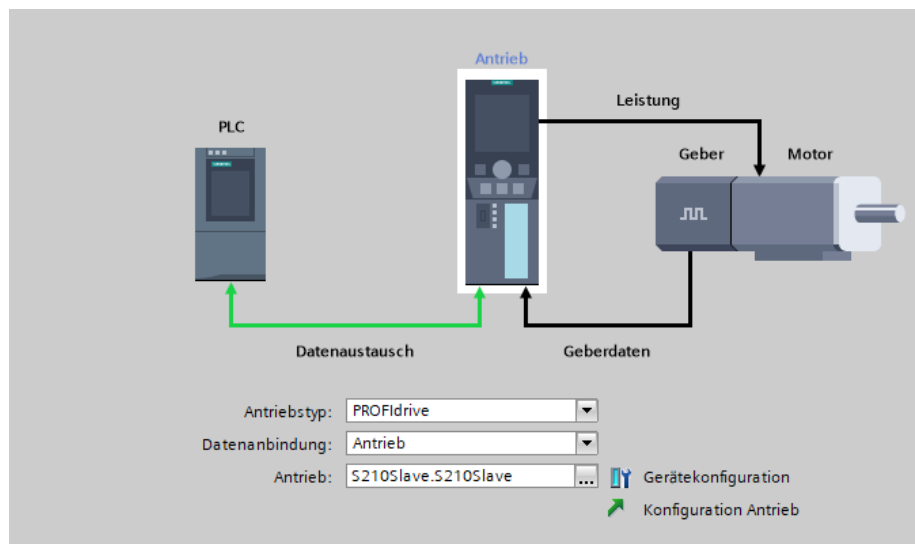 Antrieb
Leistung
PLC
Geber
Motor
Datenaustausch
Geberdaten
Antriebstyp:
PROFIdrive
Datenanbindung:
Antrieb
Antrieb:
S210Slave.S210Slave
...
Gerätekonfiguration
Konfiguration Antrieb